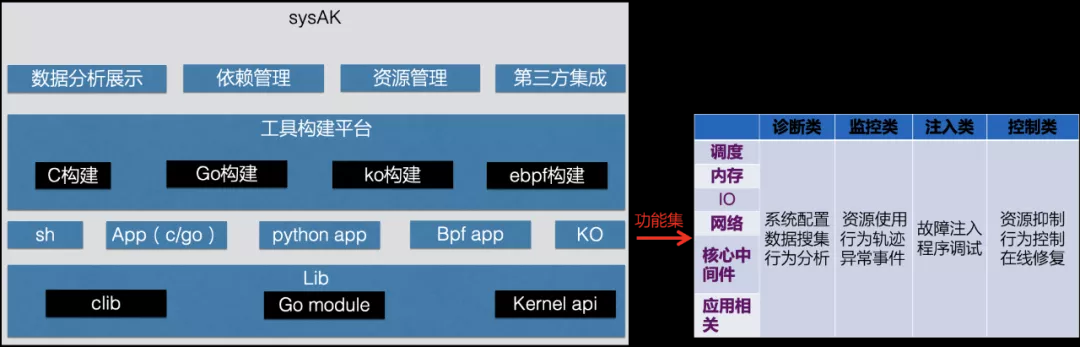 sysAK
数据分析展示
依赖管理
资源管理
第三方集成
工具构建平台
C构建
Go构建
ko构建
ebpf构建
sh
App（c/go）
python app
Bpf app
KO
Lib
clib
Go module
Kernel api
功能集
诊断类
监控类
注入类
控制类
调度
内存
IO
网络
核心中
间件
应用相
关
系统配置
数据搜集
行为分析
资源使用
行为轨迹
异常事件
故障注入
程序调试
资源抑制
行为控制
在线修复